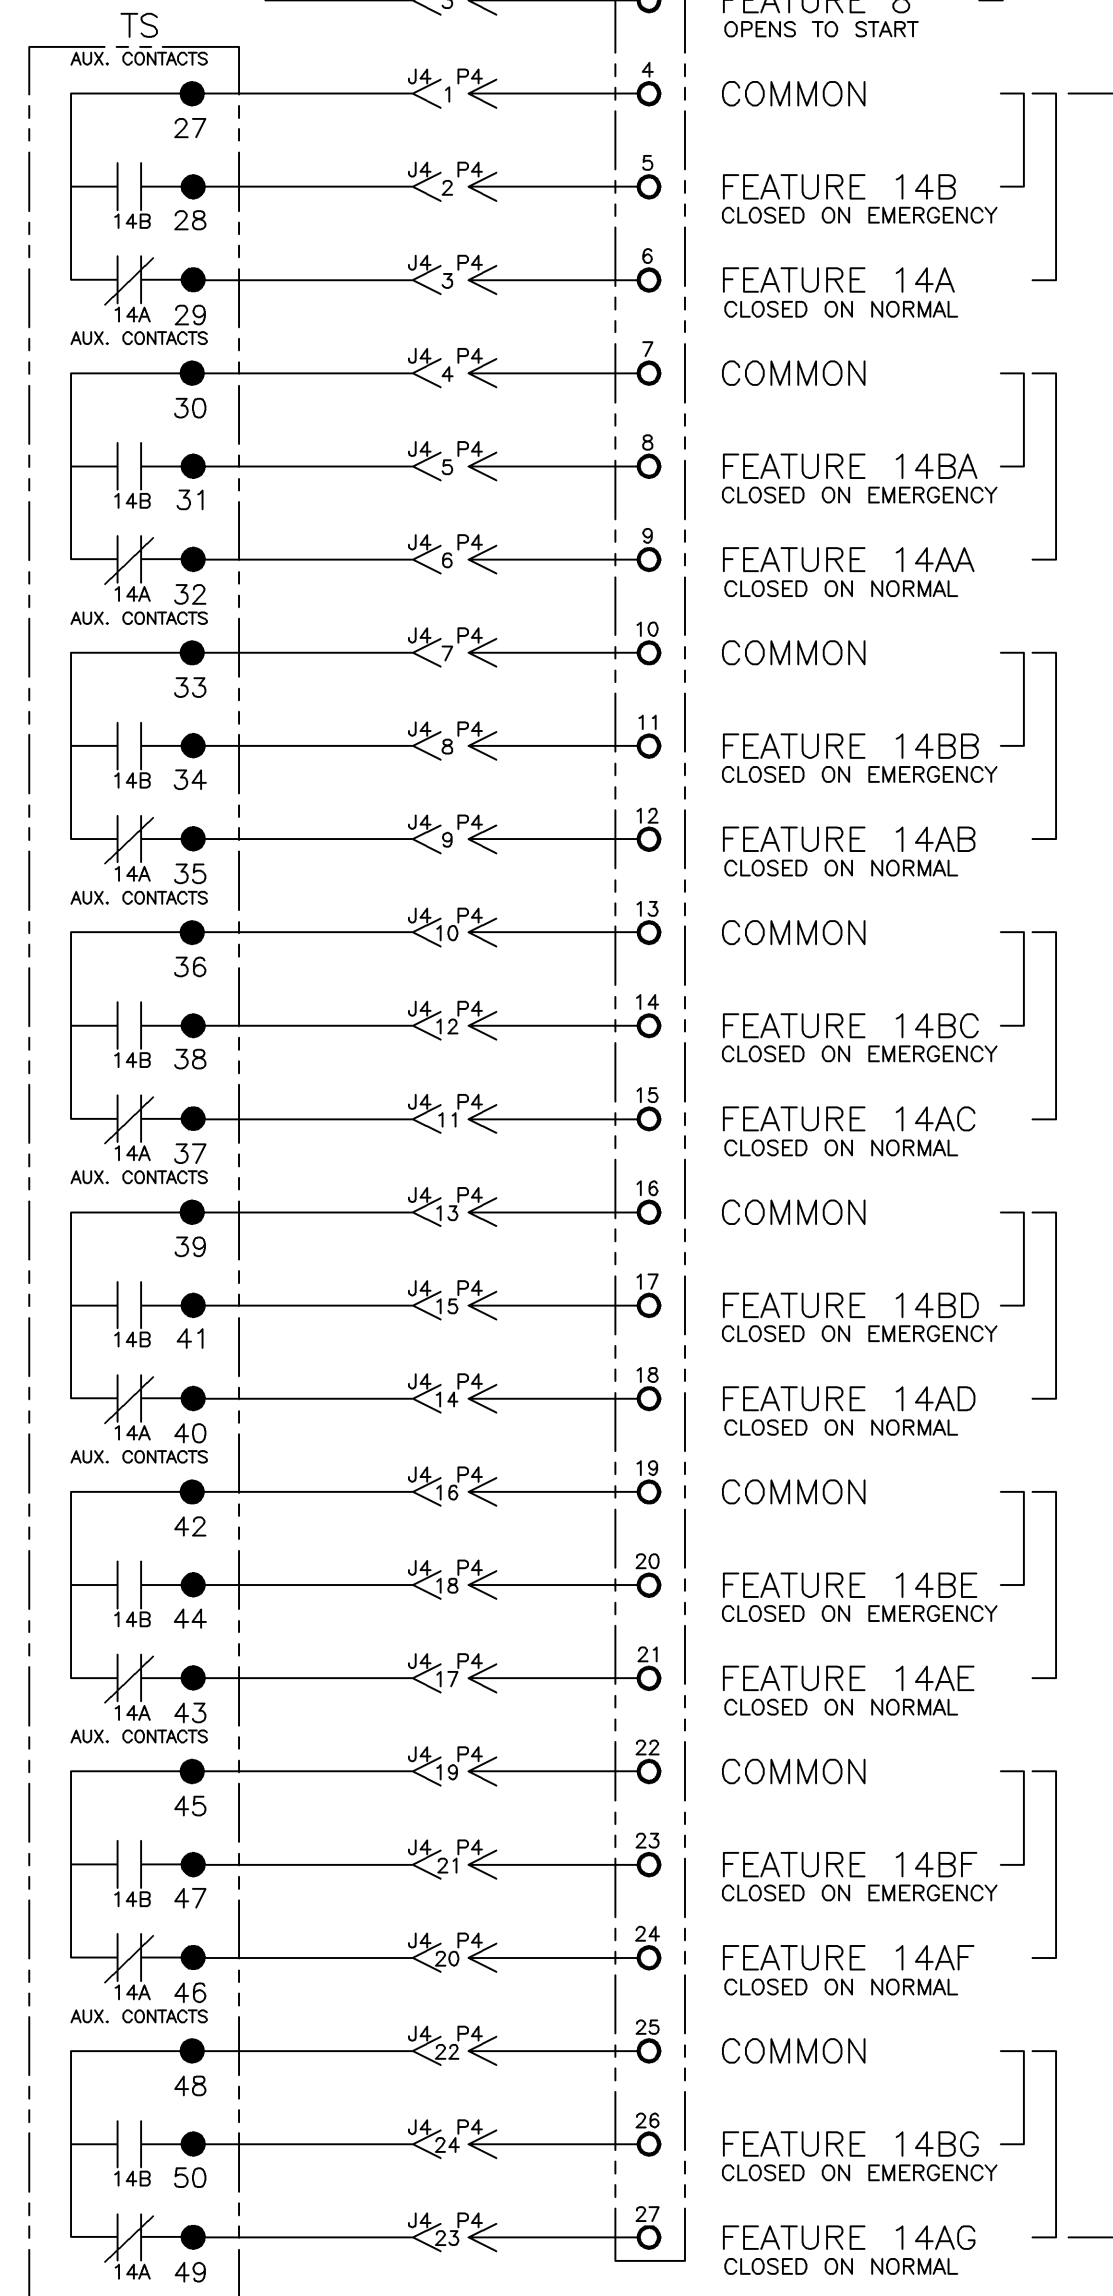 3
FEATURE 8
OPENS TO START
TS
AUX. CONTACTS
J4 1 P4 4 COMMON
27
J4 2 P4 5 FEATURE 14B
14B 28 CLOSED ON EMERGENCY
J4 3 P4 6 FEATURE 14A
14A 29 CLOSED ON NORMAL
AUX. CONTACTS
J4 4 P4 7 COMMON
30
J4 5 P4 8 FEATURE 14BA
14B 31 CLOSED ON EMERGENCY
J4 6 P4 9 FEATURE 14AA
14A 32 CLOSED ON NORMAL
AUX. CONTACTS
J4 7 P4 10 COMMON
33
J4 8 P4 11 FEATURE 14BB
14B 34 CLOSED ON EMERGENCY
J4 9 P4 12 FEATURE 14AB
14A 35 CLOSED ON NORMAL
AUX. CONTACTS
J4 10 P4 13 COMMON
36
J4 12 P4 14 FEATURE 14BC
14B 38 CLOSED ON EMERGENCY
J4 11 P4 15 FEATURE 14AC
14A 37 CLOSED ON NORMAL
AUX. CONTACTS
J4 13 P4 16 COMMON
39
J4 15 P4 17 FEATURE 14BD
14B 41 CLOSED ON EMERGENCY
J4 14 P4 18 FEATURE 14AD
14A 40 CLOSED ON NORMAL
AUX. CONTACTS
J4 16 P4 19 COMMON
42
J4 18 P4 20 FEATURE 14BE
14B 44 CLOSED ON EMERGENCY
J4 17 P4 21 FEATURE 14AE
14A 43 CLOSED ON NORMAL
AUX. CONTACTS
J4 19 P4 22 COMMON
45
J4 21 P4 23 FEATURE 14BF
14B 47 CLOSED ON EMERGENCY
J4 20 P4 24 FEATURE 14AF
14A 46 CLOSED ON NORMAL
AUX. CONTACTS
J4 22 P4 25 COMMON
48
J4 24 P4 26 FEATURE 14BG
14B 50 CLOSED ON EMERGENCY
J4 23 P4 27 FEATURE 14AG
14A 49 CLOSED ON NORMAL